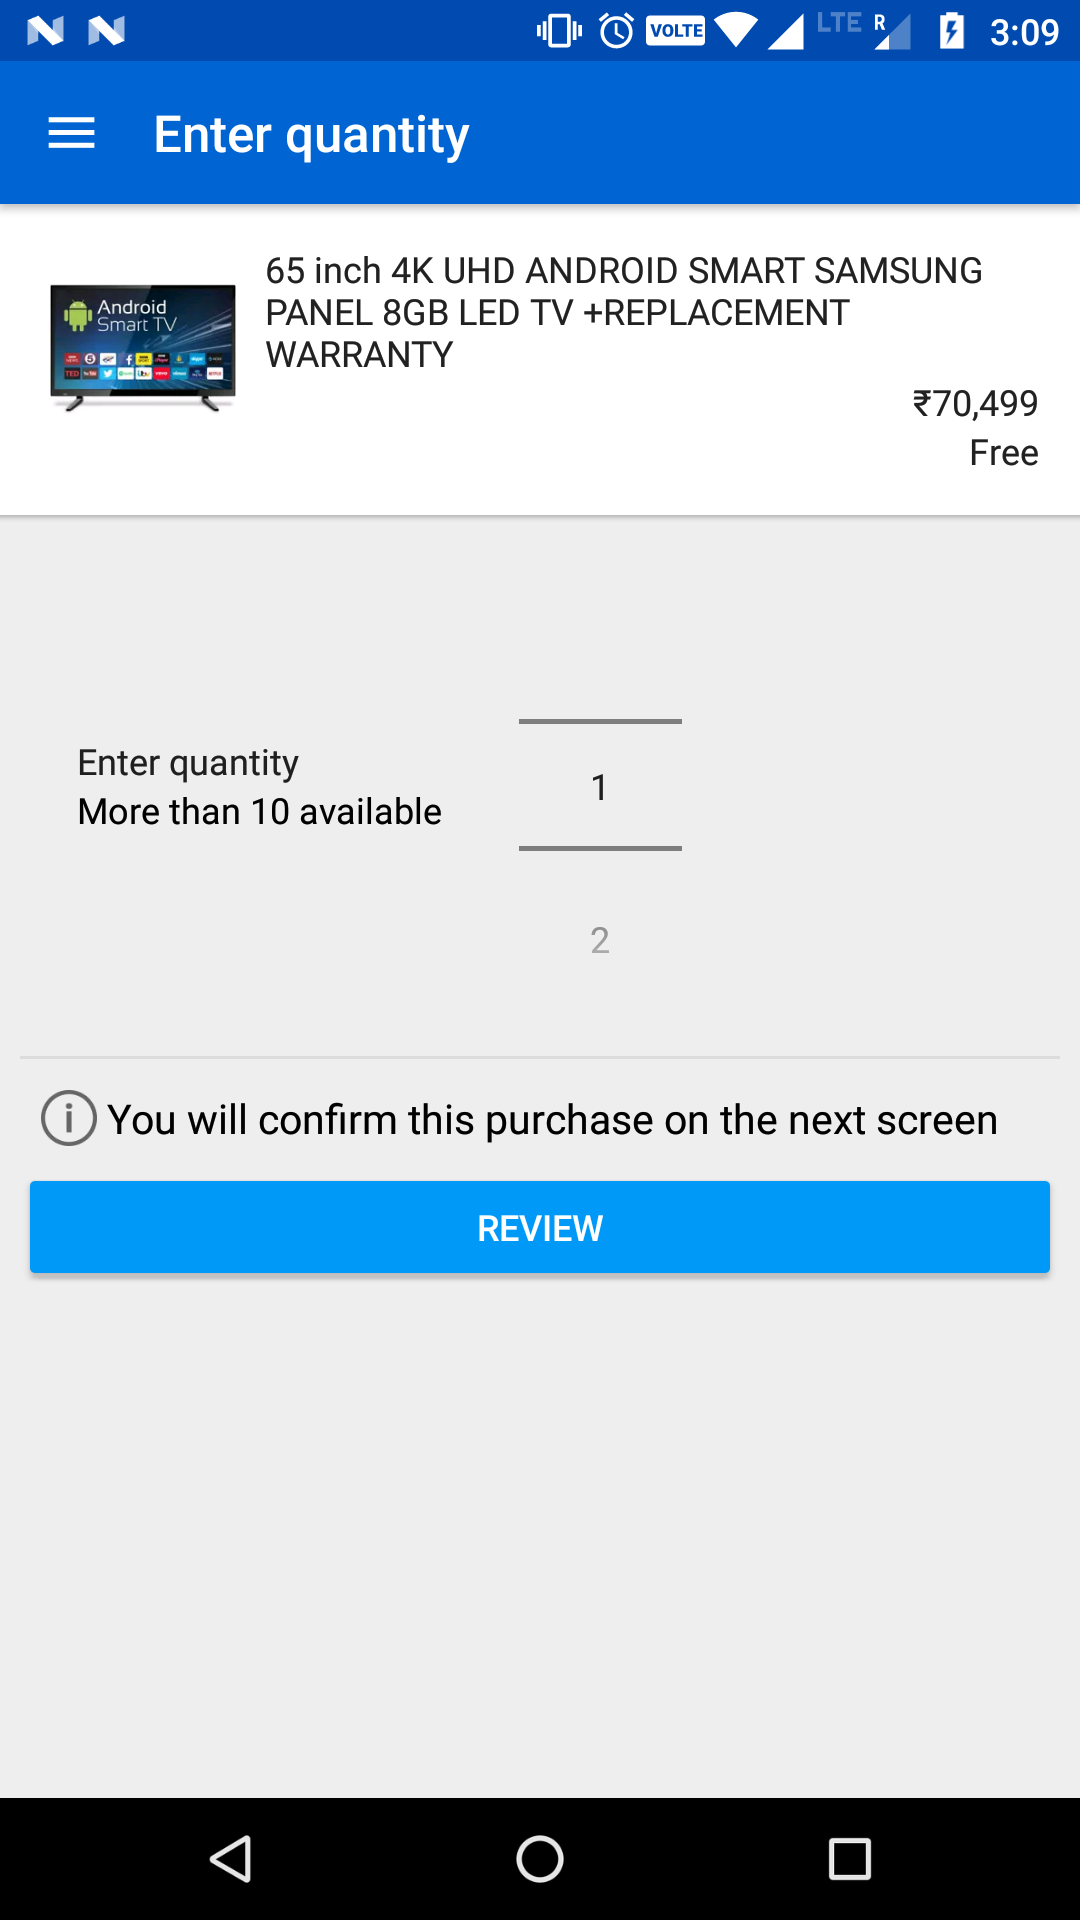 VOLTE LTE R 3:09
Enter quantity
Android
Smart TV
65 inch 4K UHD ANDROID SMART SAMSUNG
PANEL 8GB LED TV +REPLACEMENT
WARRANTY
₹70,499
Free
Enter quantity
More than 10 available
1
2
You will confirm this purchase on the next screen
REVIEW